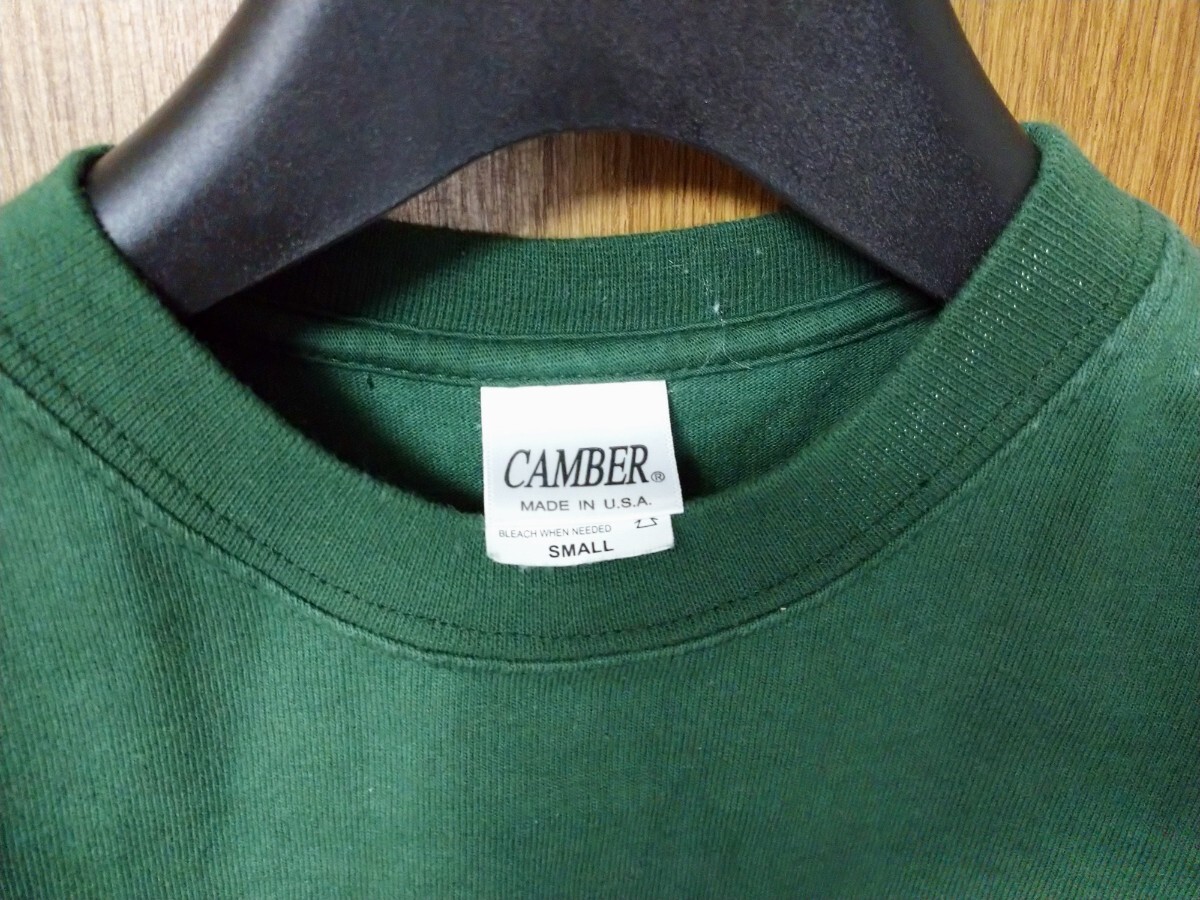 CAMBER®
MADE IN U.S.A.
BLEACH WHEN NEEDED
SMALL